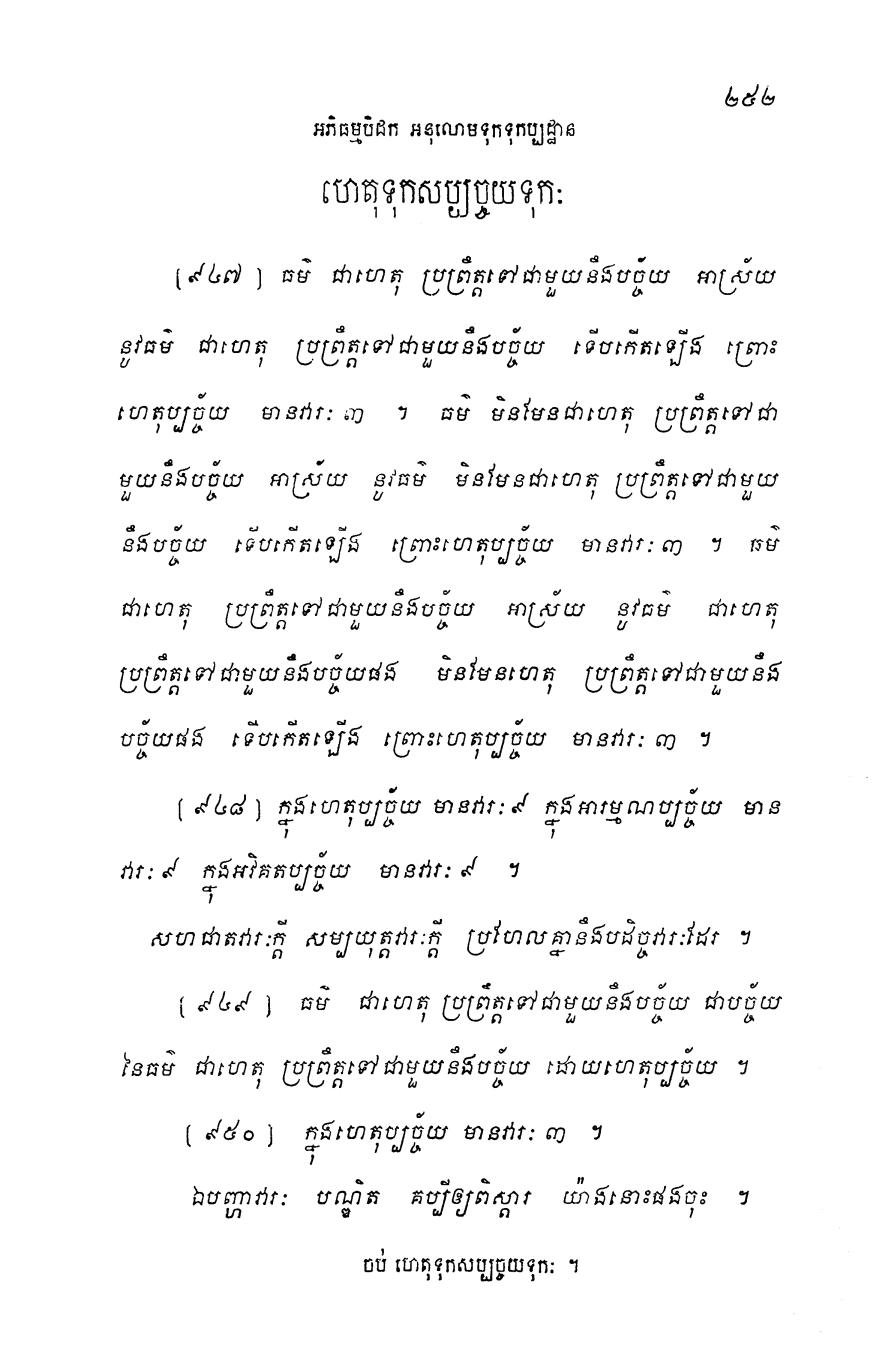 ២៥២
អភិធម្មបិដក អនុលោមទុកទុកប្បដ្ឋាន
ហេតុទុកសប្បច្ចយទុកៈ
[៩៤៧] ធម៌ ជាហេតុ ប្រព្រឹត្តទៅជាមួយនឹងបច្ច័យ អាស្រ័យ
នូវធម៌ ជាហេតុ ប្រព្រឹត្តទៅជាមួយនឹងបច្ច័យ ទើបកើតឡើង ព្រោះ
ហេតុប្បច្ច័យ មានវារៈ ៣ ។ ធម៌ មិនមែនជាហេតុ ប្រព្រឹត្តទៅជា
មួយនឹងបច្ច័យ អាស្រ័យ នូវធម៌ មិនមែនជាហេតុ ប្រព្រឹត្តទៅជាមួយ
នឹងបច្ច័យ ទើបកើតឡើង ព្រោះហេតុប្បច្ច័យ មានវារៈ ៣ ។ ធម៌
ជាហេតុ ប្រព្រឹត្តទៅជាមួយនឹងបច្ច័យ អាស្រ័យ នូវធម៌ ជាហេតុ
ប្រព្រឹត្តទៅជាមួយនឹងបច្ច័យផង មិនមែនហេតុ ប្រព្រឹត្តទៅជាមួយនឹង
បច្ច័យផង ទើបកើតឡើង ព្រោះហេតុប្បច្ច័យ មានវារៈ ៣ ។
[៩៤៨] ក្នុងហេតុប្បច្ច័យ មានវារៈ ៩ ក្នុងអារម្មណប្បច្ច័យ មាន
វារៈ ៩ ក្នុងអវិគតប្បច្ច័យ មានវារៈ ៩ ។
សហជាតវារៈក្តី សម្បយុត្តវារៈក្តី ប្រហែលគ្នានឹងបដិច្ចវារៈដែរ ។
[៩៤៩] ធម៌ ជាហេតុ ប្រព្រឹត្តទៅជាមួយនឹងបច្ច័យ ជាបច្ច័យ
នៃធម៌ ជាហេតុ ប្រព្រឹត្តទៅជាមួយនឹងបច្ច័យ ដោយហេតុប្បច្ច័យ ។
[៩៥០] ក្នុងហេតុប្បច្ច័យ មានវារៈ ៣ ។
ឯបញ្ហាវារៈ បណ្ឌិត គប្បីឲ្យពិស្តារ យ៉ាងនោះផងចុះ ។
ចប់ ហេតុទុកសប្បច្ចយទុកៈ ។